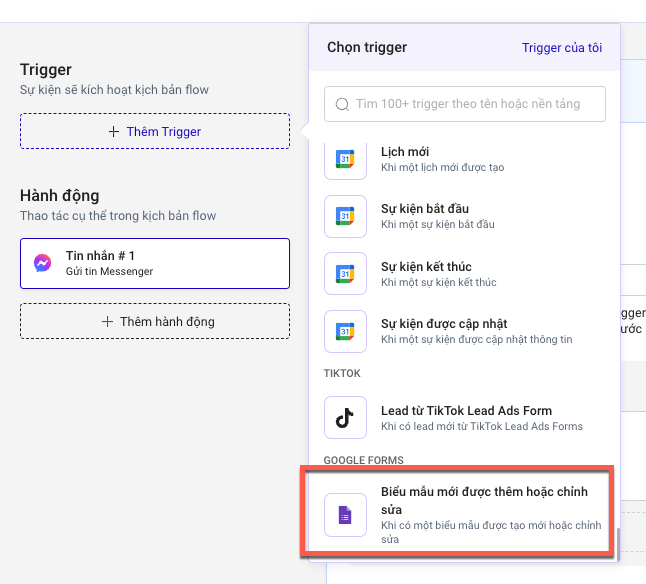 Trigger
Sự kiện sẽ kích hoạt kịch bản flow
Thêm Trigger
Hành động
Thao tác cụ thể trong kịch bản flow
Tin nhắn # 1
Gửi tin Messenger
Thêm hành động
Chọn trigger
Trigger của tôi
Tìm 100+ trigger theo tên hoặc nền tảng
31
Lịch mới
Khi một lịch mới được tạo
31
Sự kiện bắt đầu
Khi một sự kiện bắt đầu
31
Sự kiện kết thúc
Khi một sự kiện kết thúc
31
Sự kiện được cập nhật
Khi một sự kiện được cập nhật thông tin
TIKTOK
Lead từ TikTok Lead Ads Form
Khi có lead mới từ TikTok Lead Ads Forms
GOOGLE FORMS
Biểu mẫu mới được thêm hoặc chỉnh
sửa
Khi có một biểu mẫu được tạo mới hoặc chỉnh
sửa